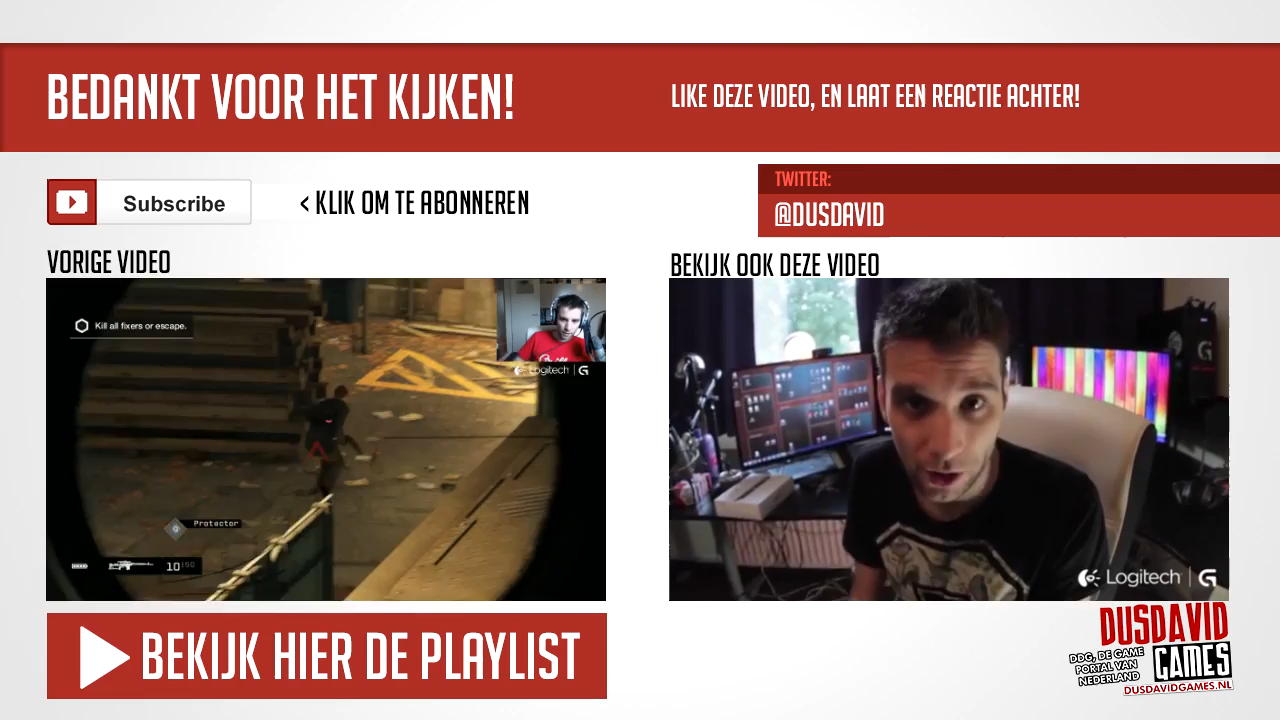 BEDANKT VOOR HET KIJKEN!
LIKE DEZE VIDEO, EN LAAT EEN REACTIE ACHTER!
Subscribe
< KLIK OM TE ABONNEREN
TWITTER:
@DUSDAVID
VORIGE VIDEO
BEKIJK OOK DEZE VIDEO
Kill all fixers or escape.
Logitech | G
Protector
10 150
Logitech | G
BEKIJK HIER DE PLAYLIST
DUSDAVID
GAMES
DDG, DE GAME
PORTAL VAN
NEDERLAND
DUSDAVIDGAMES.NL